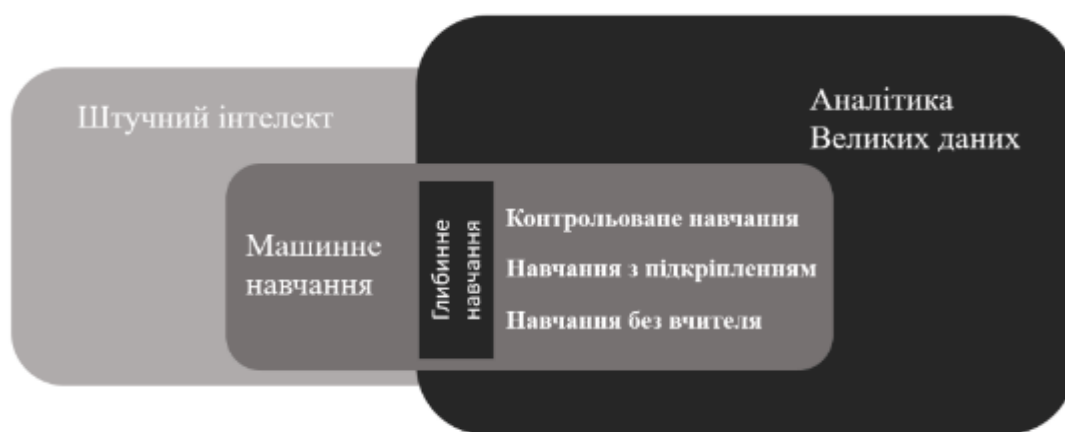 Штучний інтелект
Аналітика
Великих даних
Машинне
навчання
Глибинне
навчання
Контрольоване навчання
Навчання з підкріпленням
Навчання без вчителя